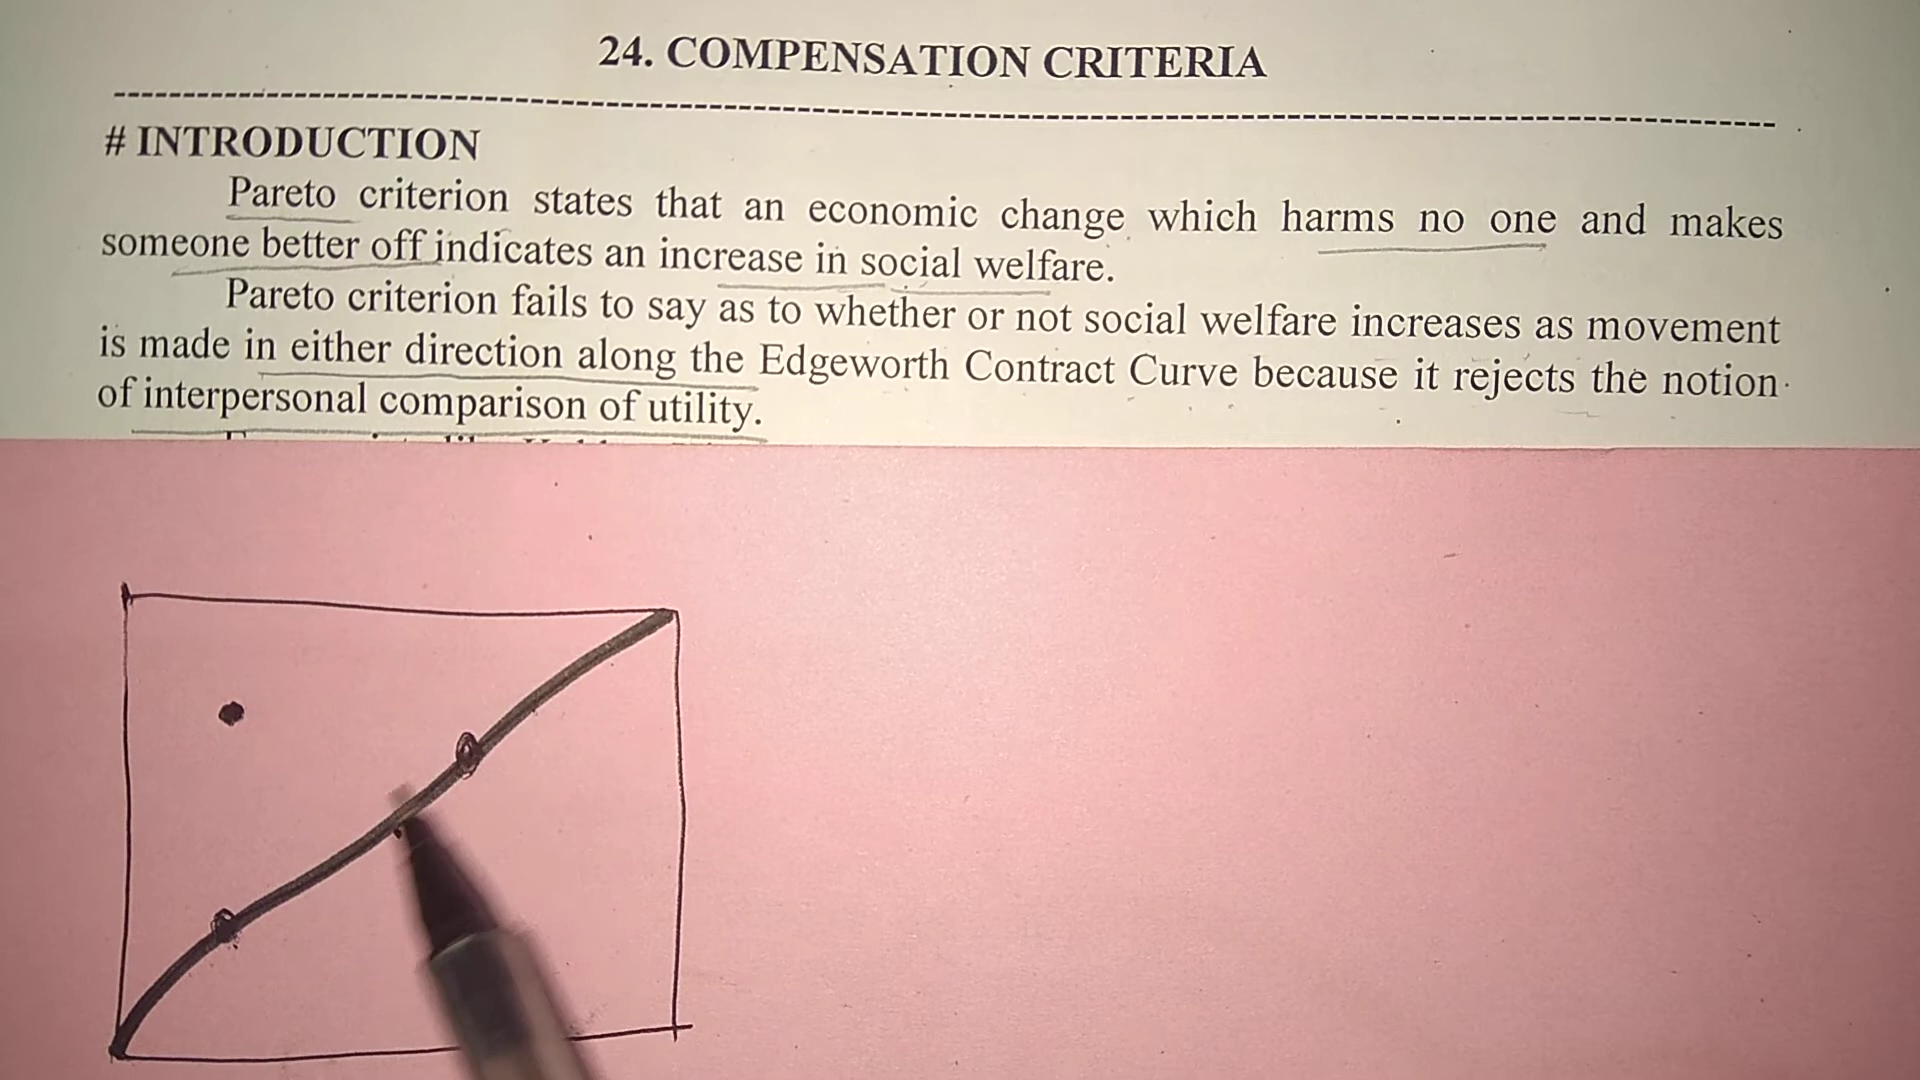 24. COMPENSATION CRITERIA
# INTRODUCTION
Pareto criterion states that an economic change which harms no one and makes
someone better off indicates an increase in social welfare.
Pareto criterion fails to say as to whether or not social welfare increases as movement
is made in either direction along the Edgeworth Contract Curve because it rejects the notion
of interpersonal comparison of utility.